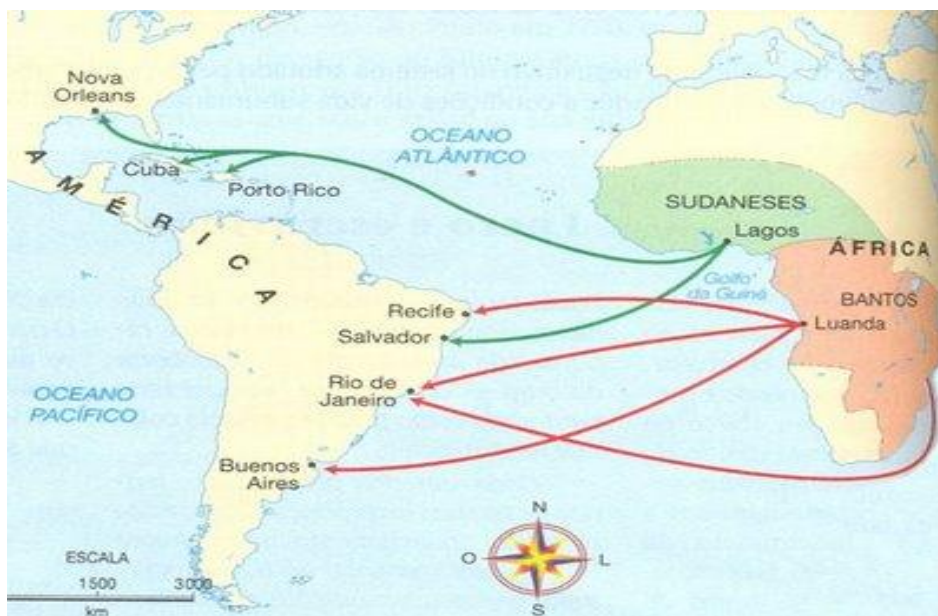 Nova
Orleans
OCEANO
ATLÂNTICO
Cuba
Porto Rico
AMÉRICA
SUDANESES
Lagos
ÁFRICA
Golfo
da Guiné
BANTOS
Luanda
Recife
Salvador
Rio de
Janeiro
OCEANO
PACÍFICO
Buenos
Aires
N
O
L
S
ESCALA
1500
3000
km